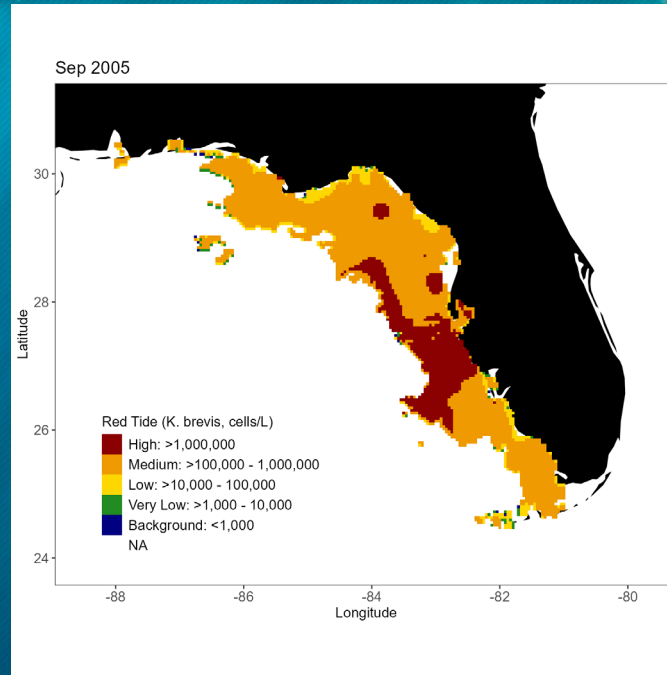 Sep 2005
30
28
26
24
Latitude
Red Tide (K. brevis, cells/L)
High: >1,000,000
Medium: >100,000 - 1,000,000
Low: >10,000 - 100,000
Very Low: >1,000 - 10,000
Background: <1,000
NA
-88 -86 -84 -82 -80
Longitude